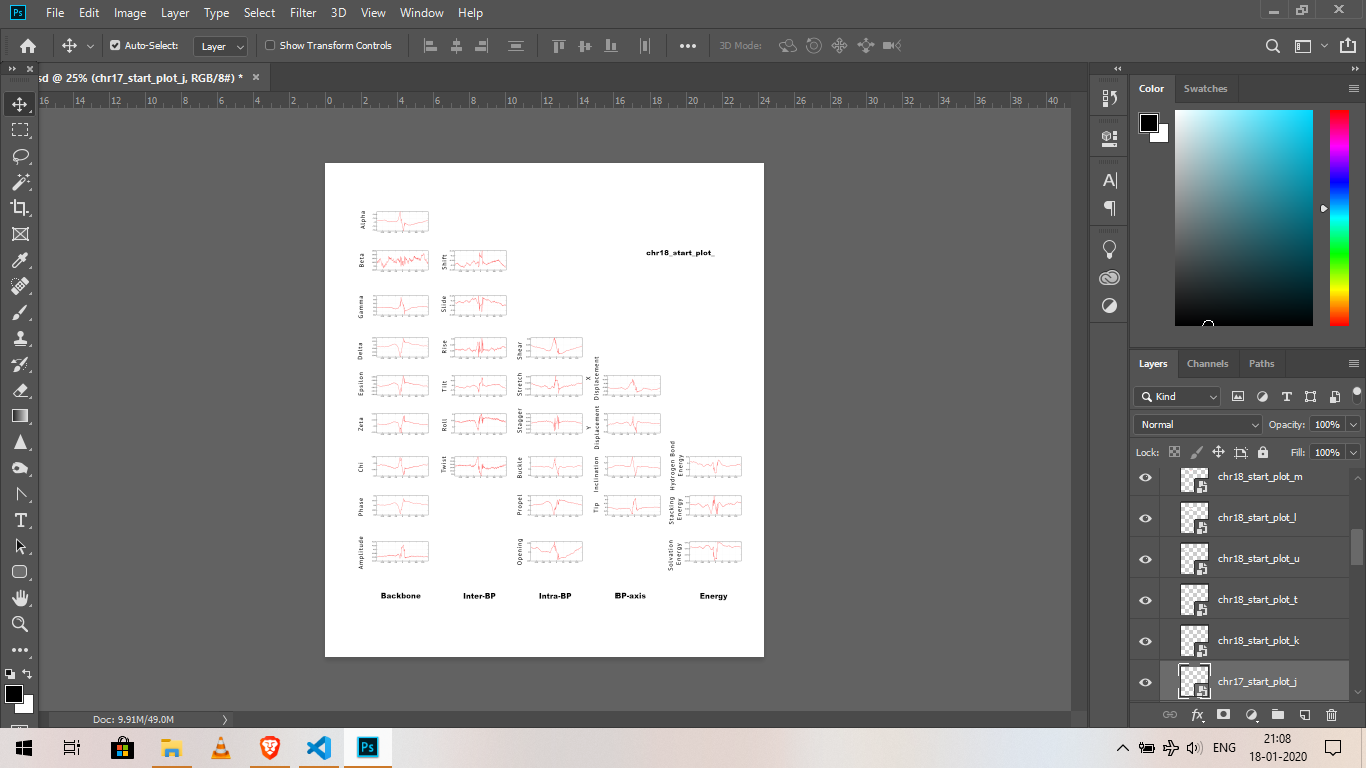 Ps File Edit Image Layer Type Select Filter 3D View Window Help
Auto-Select: Layer Show Transform Controls 3D Mode:
sd @ 25% (chr17_start_plot_j, RGB/8#) *
16 14 12 10 8 6 4 2 0 2 4 6 8 10 12 14 16 18 20 22 24 26 28 30 32 34 36 38 40
Color Swatches
Alpha
Beta Shift chr18_start_plot_
Gamma Slide
Delta Rise Shear
Epsilon Tilt Stretch X Displacement
Zeta Roll Stagger Y Displacement
Chi Twist Buckle Inclination Hydrogen Bond Energy
Phase Propel Tip Stacking Energy
Amplitude Opening Solvation Energy
Backbone Inter-BP Intra-BP BP-axis Energy
Layers Channels Paths
Kind
Normal Opacity: 100%
Lock: Fill: 100%
chr18_start_plot_m
chr18_start_plot_l
chr18_start_plot_u
chr18_start_plot_t
chr18_start_plot_k
chr17_start_plot_j
Doc: 9.91M/49.0M
Ps ENG 21:08
18-01-2020